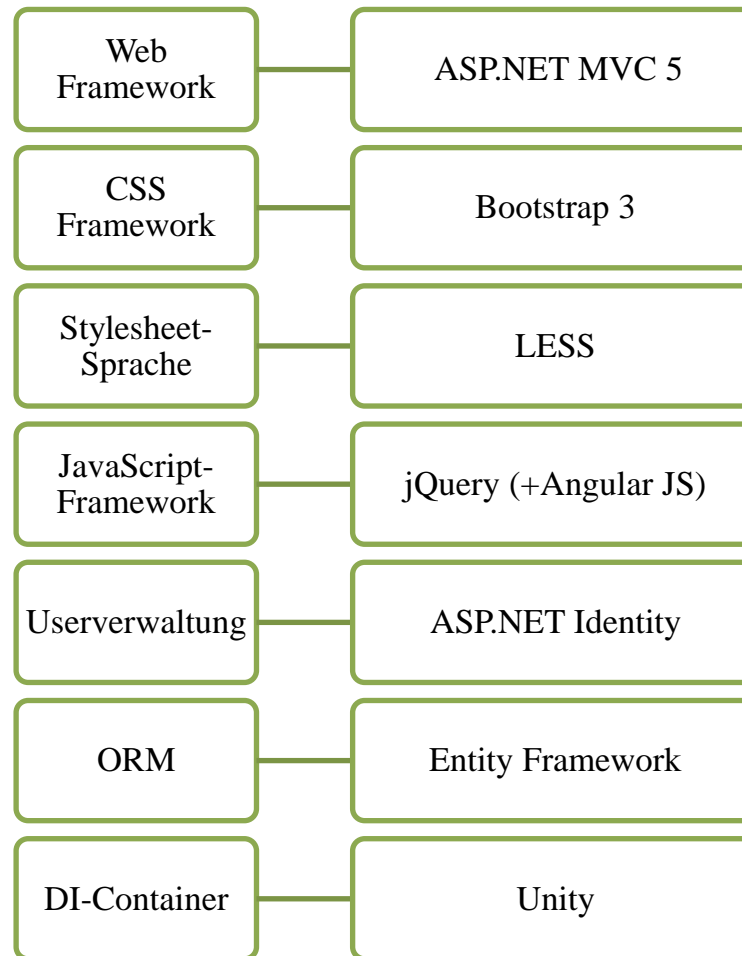 Web
Framework
ASP.NET MVC 5
CSS
Framework
Bootstrap 3
Stylesheet-
Sprache
LESS
JavaScript-
Framework
jQuery (+Angular JS)
Userverwaltung
ASP.NET Identity
ORM
Entity Framework
DI-Container
Unity